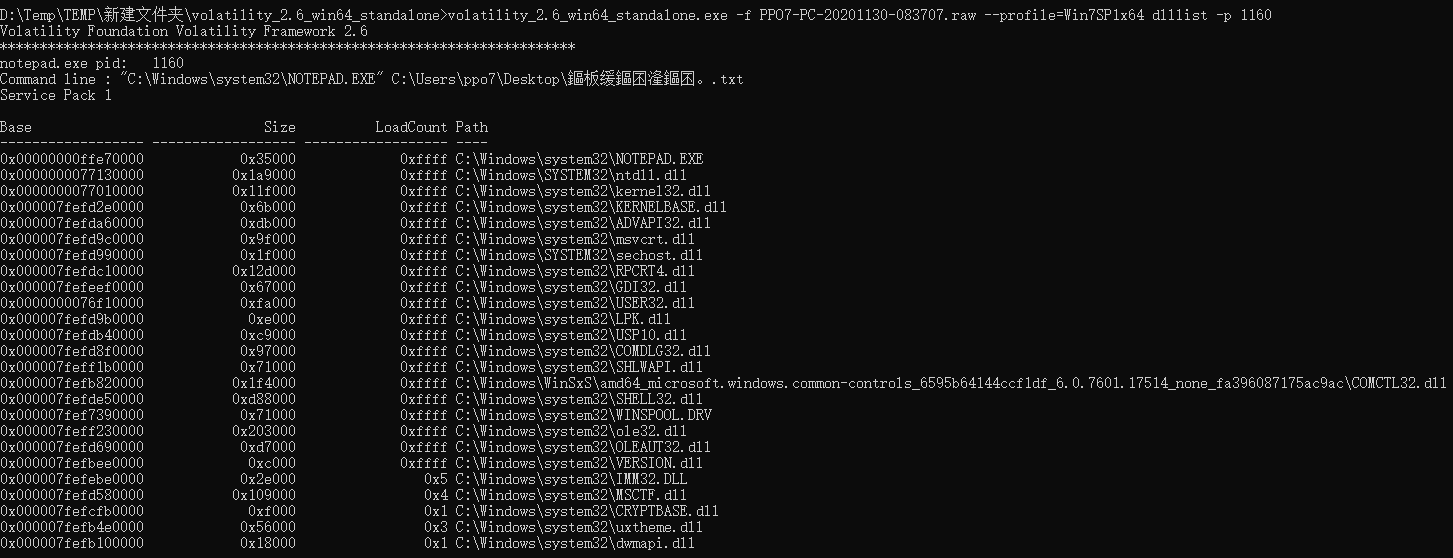 D:\Temp\TEMP\新建文件夹\volatility_2.6_win64_standalone>volatility_2.6_win64_standalone.exe -f PPO7-PC-20201130-083707.raw --profile=Win7SP1x64 dlllist -p 1160
Volatility Foundation Volatility Framework 2.6
************************************************************************
notepad.exe pid:   1160
Command line : "C:\Windows\system32\NOTEPAD.EXE" C:\Users\ppo7\Desktop\鏂板缓鏂囨湰鏂囨。.txt
Service Pack 1
Base Size LoadCount Path
------------------ ------------------ ------------------ ----
0x00000000ffe70000 0x35000 0xffff C:\Windows\system32\NOTEPAD.EXE
0x0000000077130000 0x1a9000 0xffff C:\Windows\SYSTEM32\ntdll.dll
0x0000000077010000 0x11f000 0xffff C:\Windows\system32\kernel32.dll
0x000007fefd2e0000 0x6b000 0xffff C:\Windows\system32\KERNELBASE.dll
0x000007fefda60000 0xdb000 0xffff C:\Windows\system32\ADVAPI32.dll
0x000007fefd9c0000 0x9f000 0xffff C:\Windows\system32\msvcrt.dll
0x000007fefd990000 0x1f000 0xffff C:\Windows\SYSTEM32\sechost.dll
0x000007fefdc10000 0x12d000 0xffff C:\Windows\system32\RPCRT4.dll
0x000007fefeef0000 0x67000 0xffff C:\Windows\system32\GDI32.dll
0x0000000076f10000 0xfa000 0xffff C:\Windows\system32\USER32.dll
0x000007fefd9b0000 0xe000 0xffff C:\Windows\system32\LPK.dll
0x000007fefdb40000 0xc9000 0xffff C:\Windows\system32\USP10.dll
0x000007fefd8f0000 0x97000 0xffff C:\Windows\system32\COMDLG32.dll
0x000007feff1b0000 0x71000 0xffff C:\Windows\system32\SHLWAPI.dll
0x000007fefb820000 0x1f4000 0xffff C:\Windows\WinSxS\amd64_microsoft.windows.common-controls_6595b64144ccf1df_6.0.7601.17514_none_fa396087175ac9ac\COMCTL32.dll
0x000007fefde50000 0xd88000 0xffff C:\Windows\system32\SHELL32.dll
0x000007fef7390000 0x71000 0xffff C:\Windows\system32\WINSPOOL.DRV
0x000007feff230000 0x203000 0xffff C:\Windows\system32\ole32.dll
0x000007fefd690000 0xd7000 0xffff C:\Windows\system32\OLEAUT32.dll
0x000007fefbee0000 0xc000 0xffff C:\Windows\system32\VERSION.dll
0x000007fefebe0000 0x2e000 0x5 C:\Windows\system32\IMM32.DLL
0x000007fefd580000 0x109000 0x4 C:\Windows\system32\MSCTF.dll
0x000007fefcfb0000 0xf000 0x1 C:\Windows\system32\CRYPTBASE.dll
0x000007fefb4e0000 0x56000 0x3 C:\Windows\system32\uxtheme.dll
0x000007fefb100000 0x18000 0x1 C:\Windows\system32\dwmapi.dll